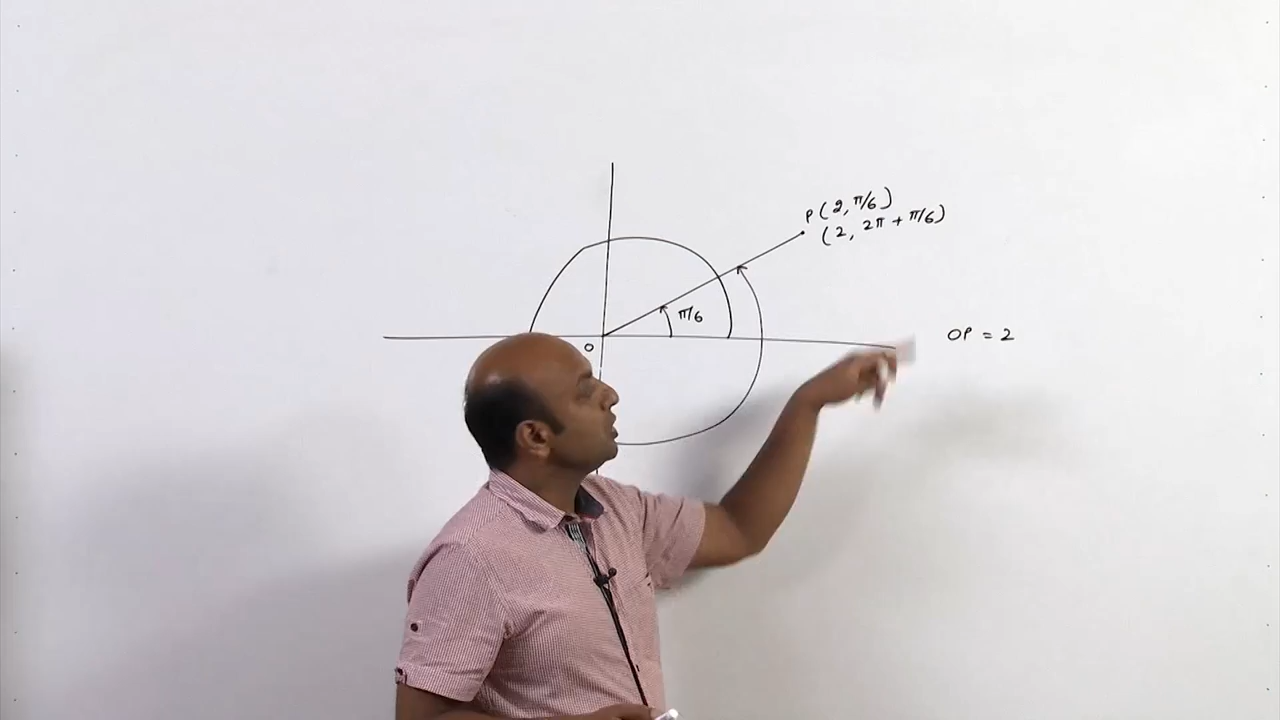 P(2, π/6)
(2, 2π + π/6)
π/6
OP = 2
O